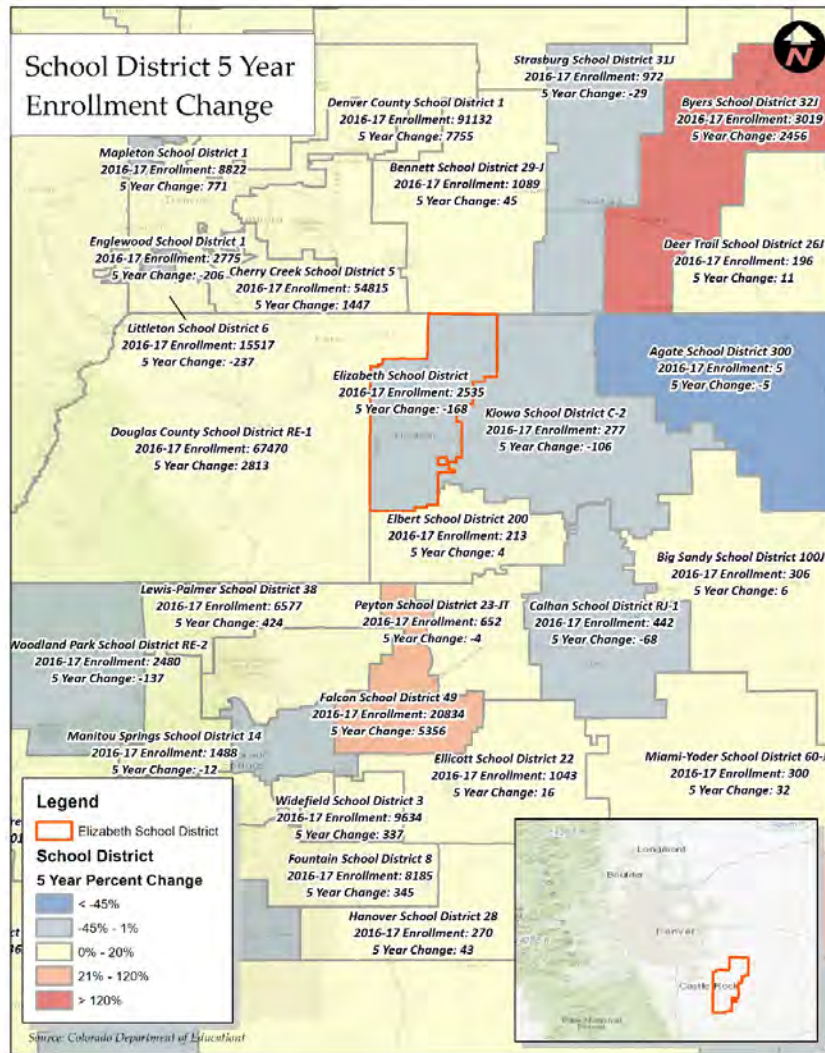 School District 5 Year
Enrollment Change
N
Strasburg School District 31J
2016-17 Enrollment: 972
5 Year Change: -29
Byers School District 32J
2016-17 Enrollment: 3019
5 Year Change: 2456
Denver County School District 1
2016-17 Enrollment: 91132
5 Year Change: 7755
Mapleton School District 1
2016-17 Enrollment: 8822
5 Year Change: 771
Bennett School District 29-J
2016-17 Enrollment: 1089
5 Year Change: 45
Englewood School District 1
2016-17 Enrollment: 2775
5 Year Change: -206
Cherry Creek School District 5
2016-17 Enrollment: 54815
5 Year Change: 1447
Deer Trail School District 26J
2016-17 Enrollment: 196
5 Year Change: 11
Littleton School District 6
2016-17 Enrollment: 15517
5 Year Change: -237
Elizabeth School District
2016-17 Enrollment: 2535
5 Year Change: -168
Agate School District 300
2016-17 Enrollment: 5
5 Year Change: -5
Kiowa School District C-2
2016-17 Enrollment: 277
5 Year Change: -106
Douglas County School District RE-1
2016-17 Enrollment: 67470
5 Year Change: 2813
Elbert School District 200
2016-17 Enrollment: 213
5 Year Change: 4
Big Sandy School District 100J
2016-17 Enrollment: 306
5 Year Change: 6
Lewis-Palmer School District 38
2016-17 Enrollment: 6577
5 Year Change: 424
Peyton School District 23-JT
2016-17 Enrollment: 652
5 Year Change: -4
Calhan School District RJ-1
2016-17 Enrollment: 442
5 Year Change: -68
Woodland Park School District RE-2
2016-17 Enrollment: 2480
5 Year Change: -137
Falcon School District 49
2016-17 Enrollment: 20834
5 Year Change: 5356
Manitou Springs School District 14
2016-17 Enrollment: 1488
5 Year Change: -12
Ellicott School District 22
2016-17 Enrollment: 1043
5 Year Change: 16
Miami-Yoder School District 60-J
2016-17 Enrollment: 300
5 Year Change: 32
Widefield School District 3
2016-17 Enrollment: 9634
5 Year Change: 337
Fountain School District 8
2016-17 Enrollment: 8185
5 Year Change: 345
Hanover School District 28
2016-17 Enrollment: 270
5 Year Change: 43
Legend
Elizabeth School District
School District
5 Year Percent Change
< -45%
-45% - 1%
0% - 20%
21% - 120%
> 120%
Longmont
Boulder
Denver
Castle Rock
Source: Colorado Department of Educationt